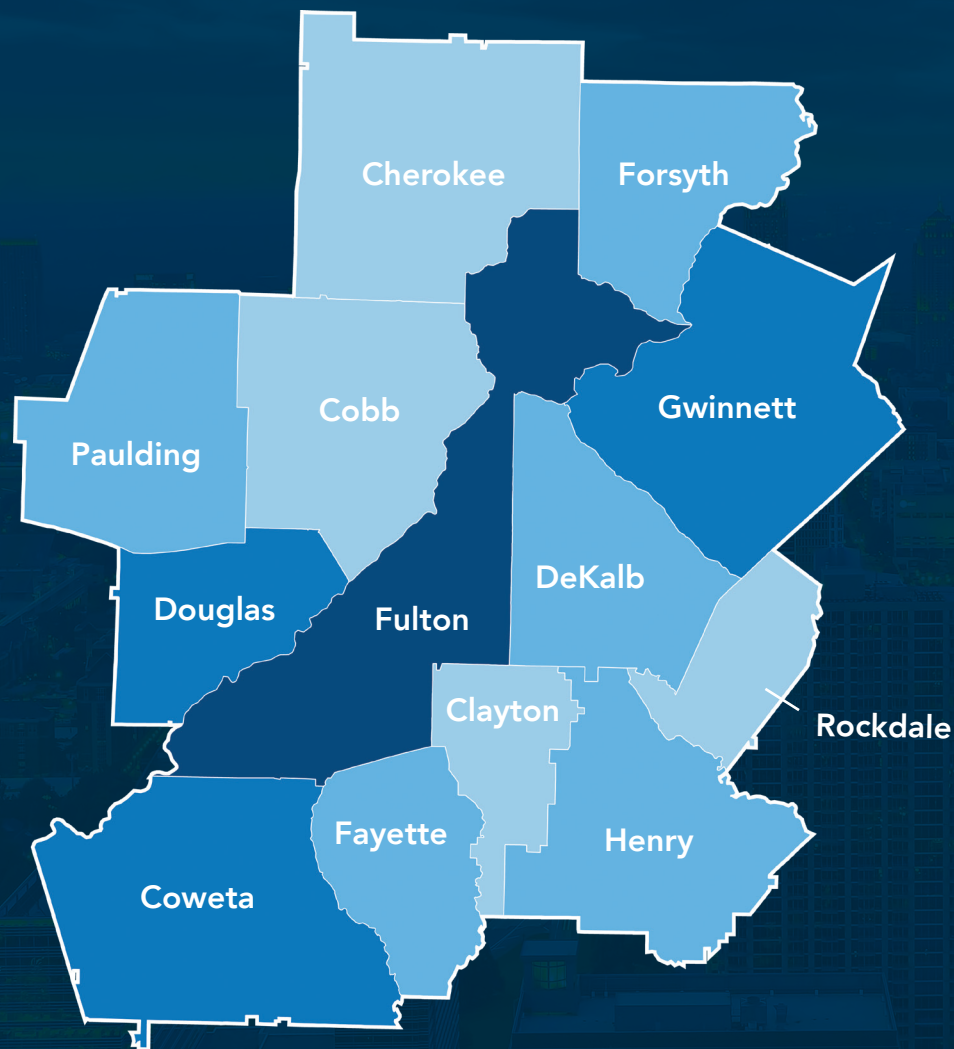 Cherokee
Forsyth
Cobb
Gwinnett
Paulding
DeKalb
Douglas
Fulton
Clayton
Rockdale
Fayette
Henry
Coweta